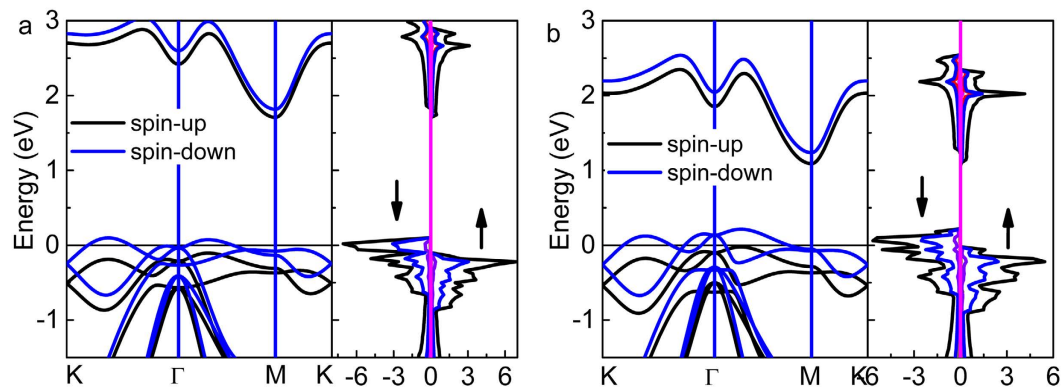 a
3
2
1
0
-1
Energy (eV)
spin-up
spin-down
K Γ M K
-6 -3 0 3 6
b
3
2
1
0
-1
Energy (eV)
spin-up
spin-down
K Γ M K
-6 -3 0 3 6